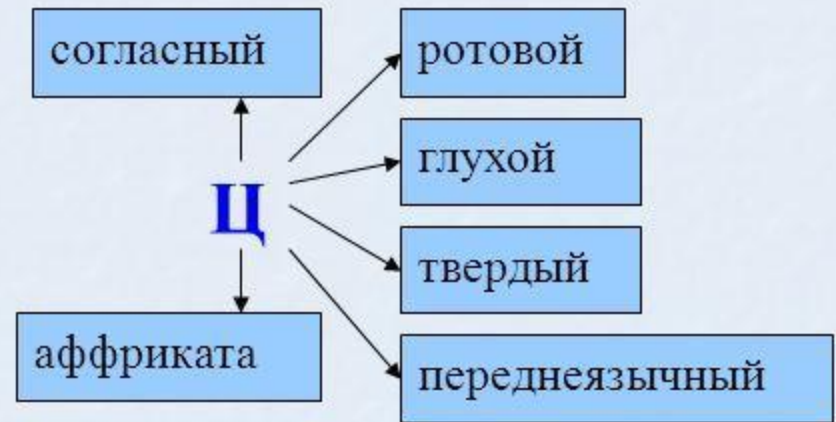 согласный
ротовой
глухой
Ц
твердый
аффриката
переднеязычный